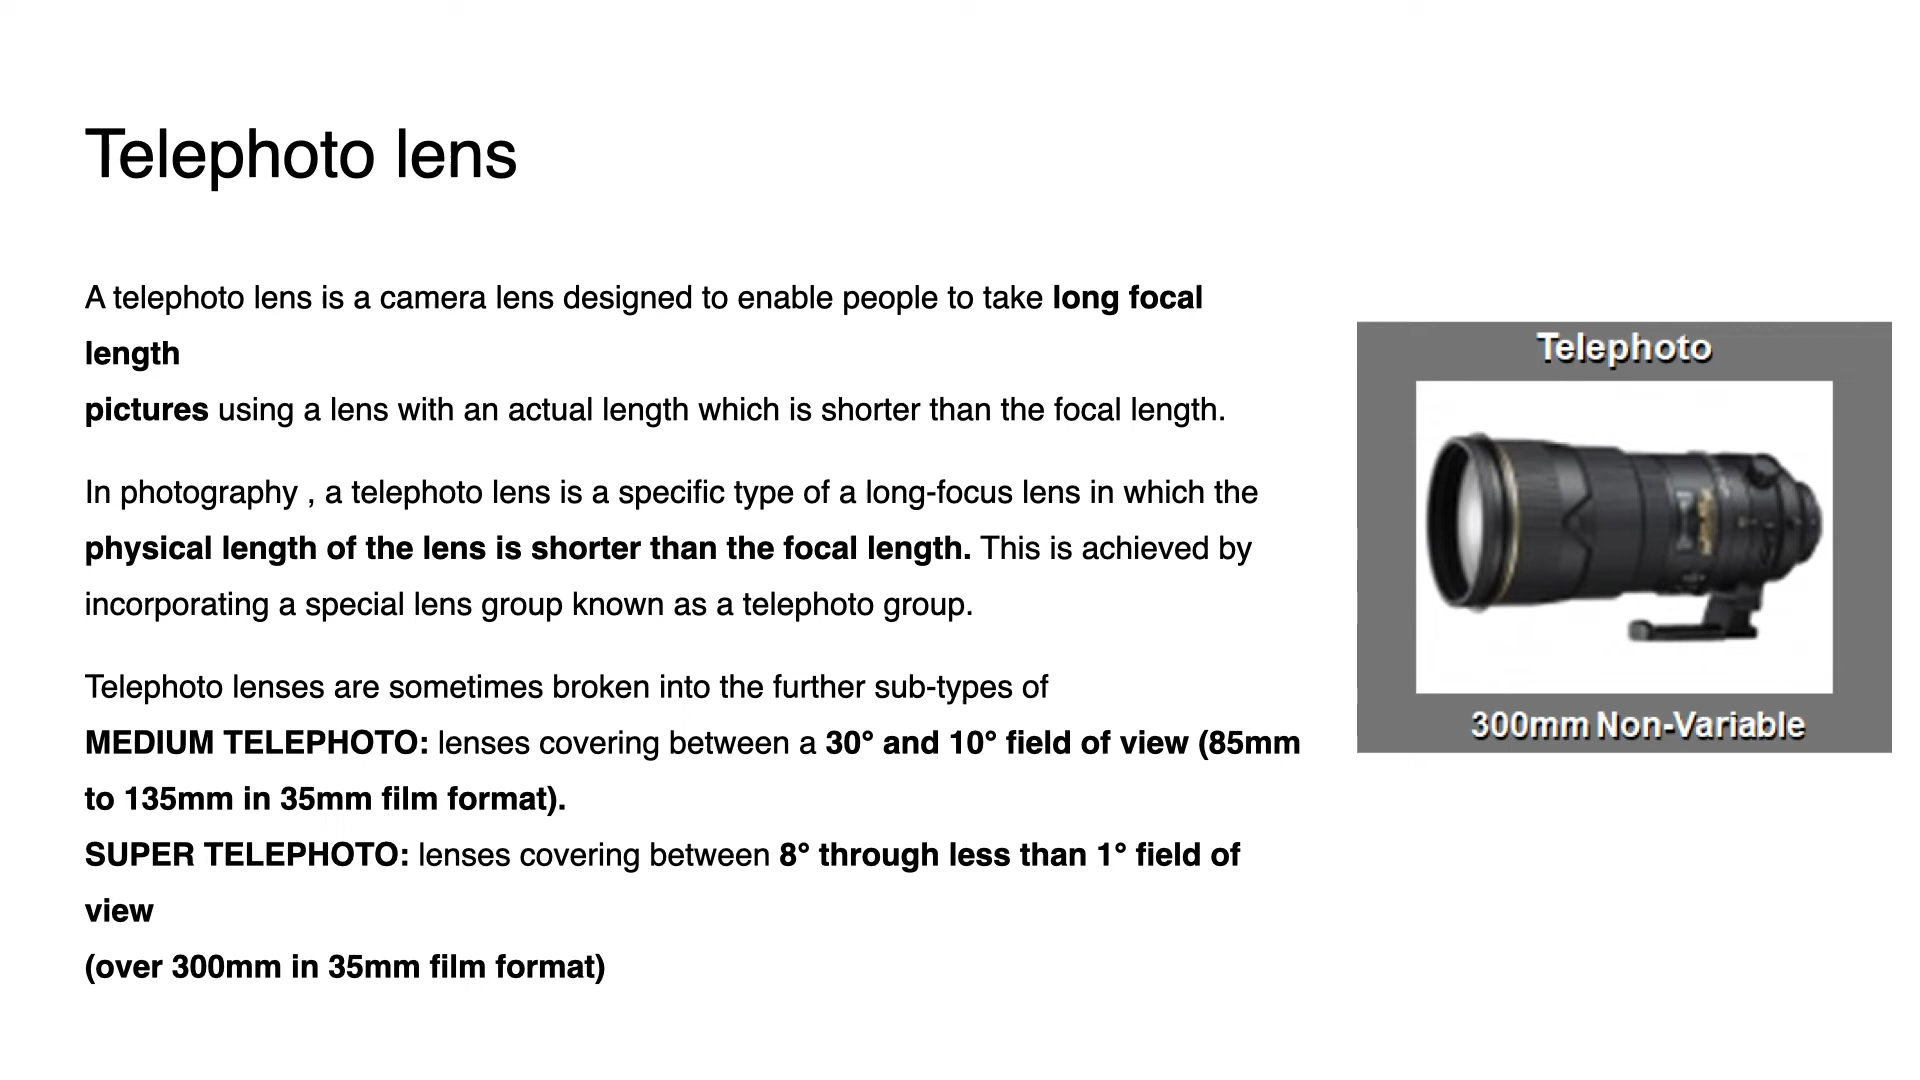 Telephoto lens
A telephoto lens is a camera lens designed to enable people to take long focal
length
pictures using a lens with an actual length which is shorter than the focal length.
In photography , a telephoto lens is a specific type of a long-focus lens in which the
physical length of the lens is shorter than the focal length. This is achieved by
incorporating a special lens group known as a telephoto group.
Telephoto lenses are sometimes broken into the further sub-types of
MEDIUM TELEPHOTO: lenses covering between a 30° and 10° field of view (85mm
to 135mm in 35mm film format).
SUPER TELEPHOTO: lenses covering between 8° through less than 1° field of
view
(over 300mm in 35mm film format)
Telephoto
300mm Non-Variable